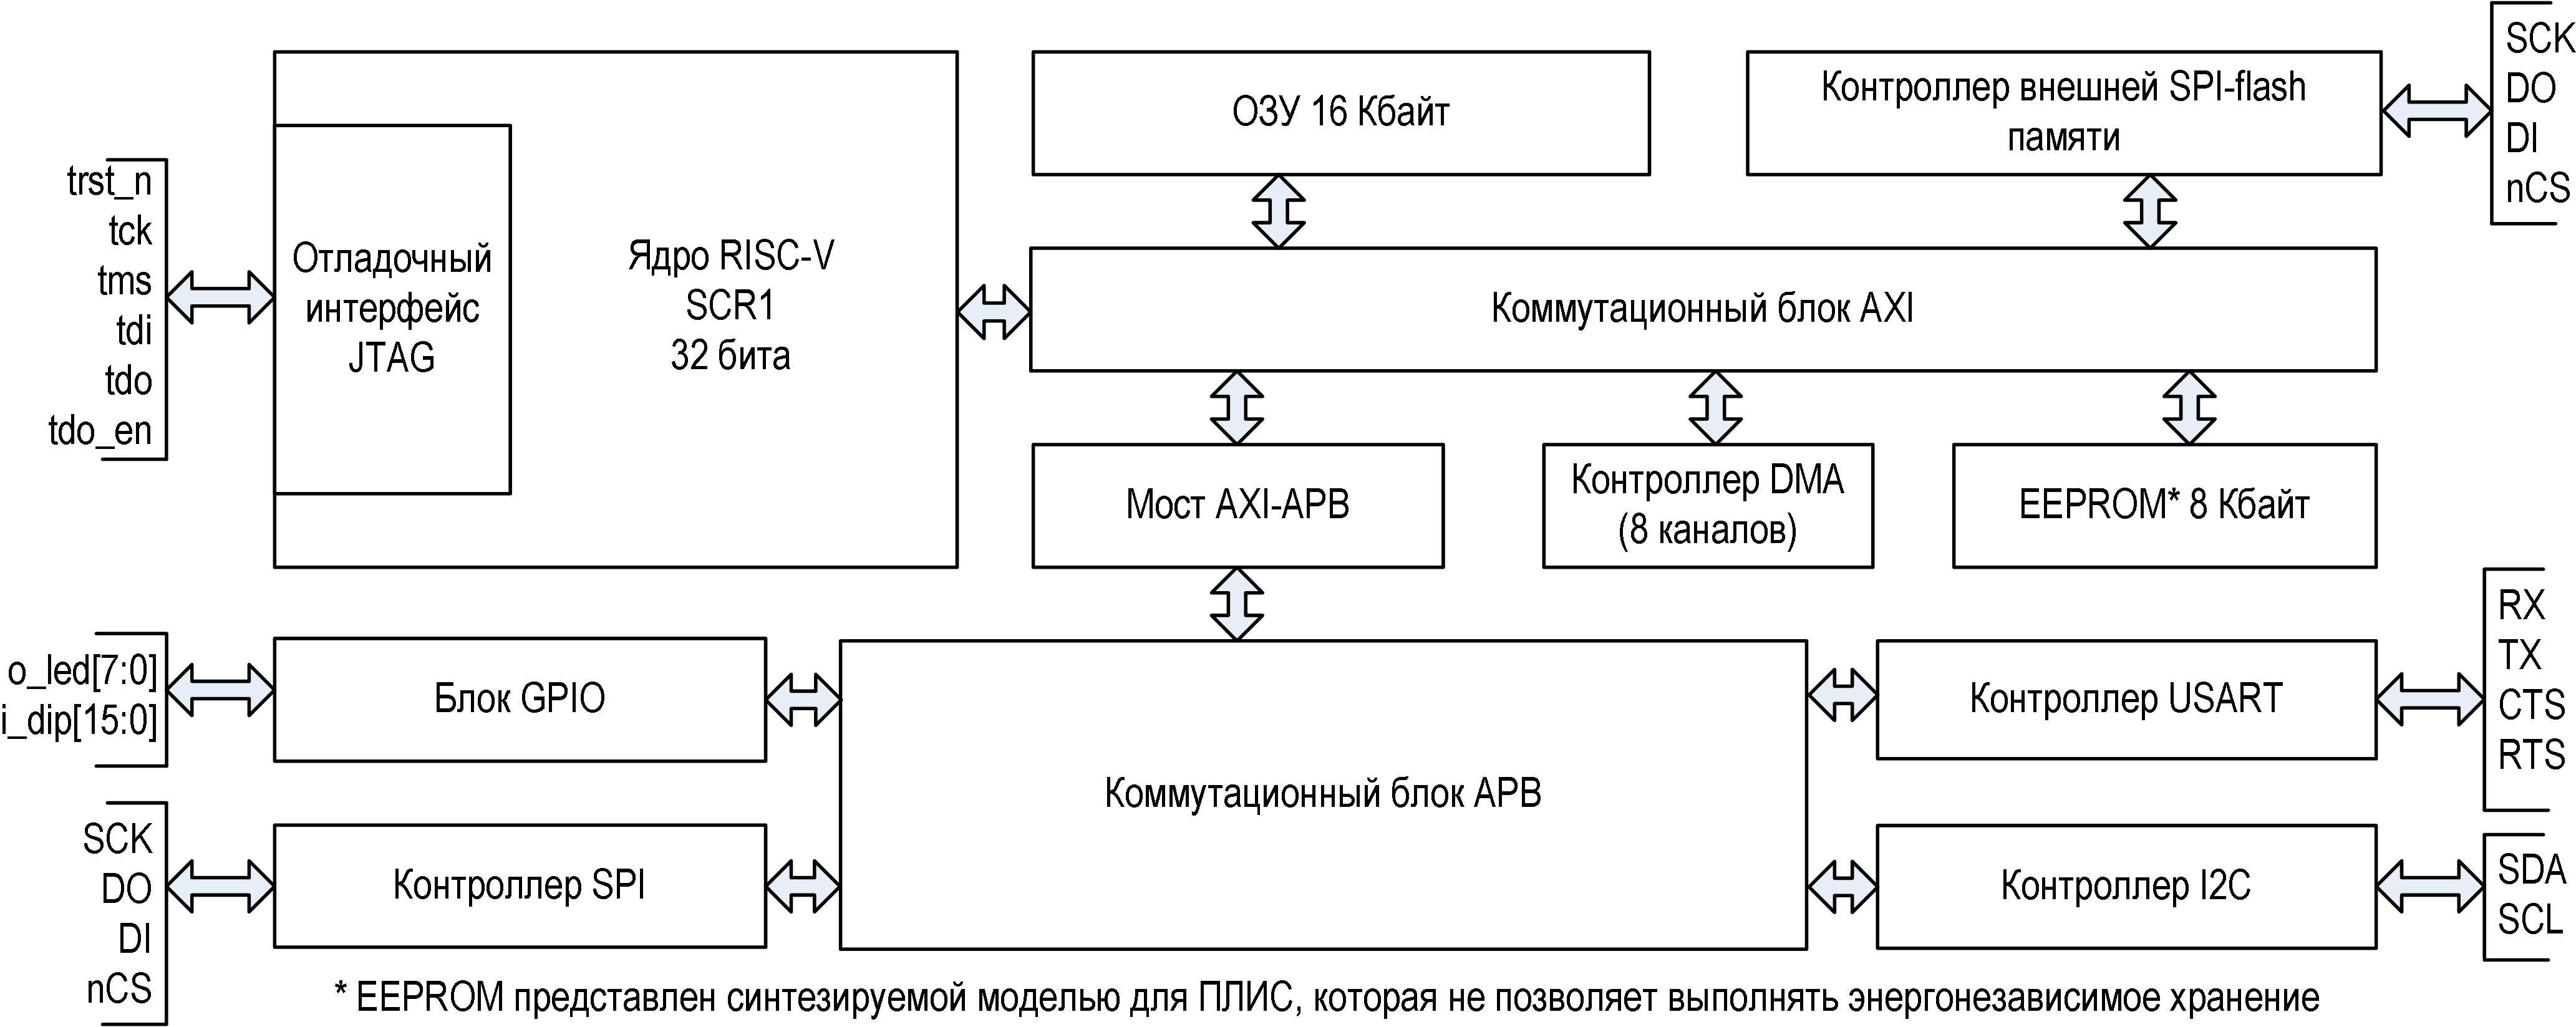 SCK
DO
DI
nCS
ОЗУ 16 Кбайт
Контроллер внешней SPI-flash
памяти
trst_n
tck
tms
tdi
tdo
tdo_en
Отладочный
интерфейс
JTAG
Ядро RISC-V
SCR1
32 бита
Коммутационный блок AXI
Мост AXI-APB
Контроллер DMA
(8 каналов)
EEPROM* 8 Кбайт
o_led[7:0]
i_dip[15:0]
Блок GPIO
Коммутационный блок APB
Контроллер USART
RX
TX
CTS
RTS
SCK
DO
DI
nCS
Контроллер SPI
Контроллер I2C
SDA
SCL
* EEPROM представлен синтезируемой моделью для ПЛИС, которая не позволяет выполнять энергонезависимое хранение